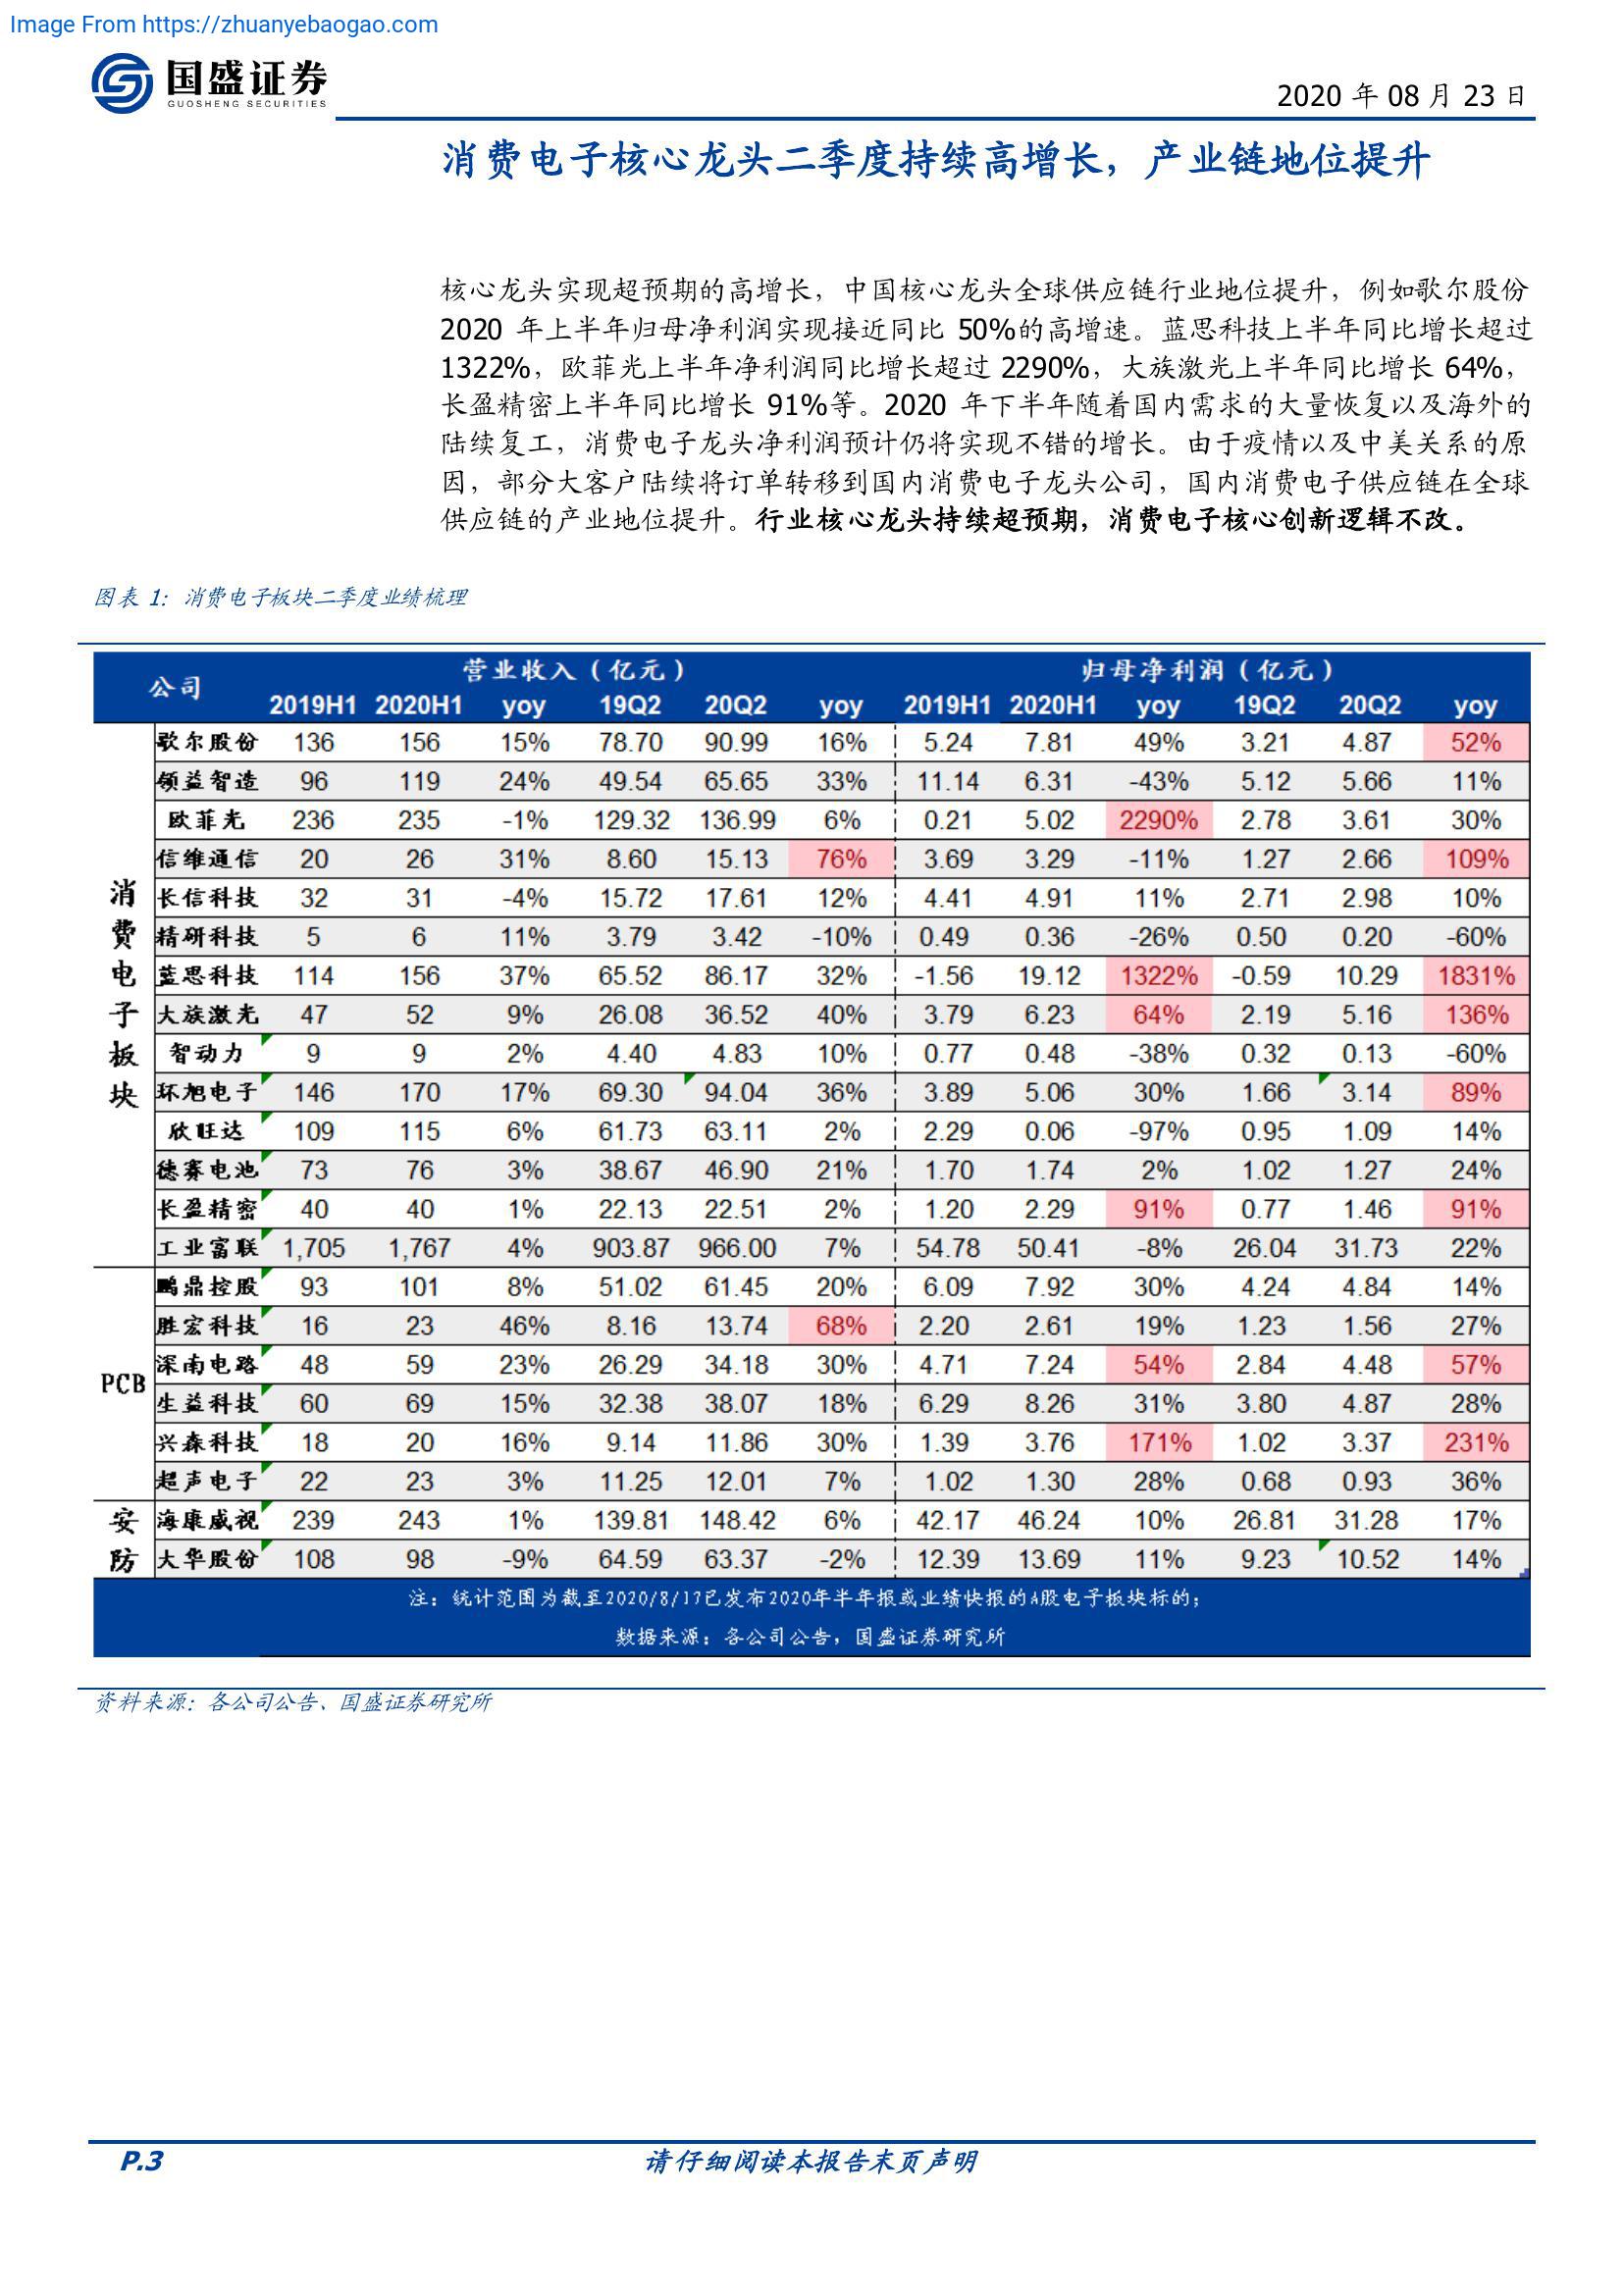 Image From https://zhuanyebaogao.com
国盛证券
GUOSHENG SECURITIES
2020 年 08 月 23 日
消费电子核心龙头二季度持续高增长，产业链地位提升
核心龙头实现超预期的高增长，中国核心龙头全球供应链行业地位提升，例如歌尔股份
2020 年上半年归母净利润实现接近同比 50%的高增速。蓝思科技上半年同比增长超过
1322%，欧菲光上半年净利润同比增长超过 2290%，大族激光上半年同比增长 64%，
长盈精密上半年同比增长 91%等。2020 年下半年随着国内需求的大量恢复以及海外的
陆续复工，消费电子龙头净利润预计仍将实现不错的增长。由于疫情以及中美关系的原
因，部分大客户陆续将订单转移到国内消费电子龙头公司，国内消费电子供应链在全球
供应链的产业地位提升。行业核心龙头持续超预期，消费电子核心创新逻辑不改。
图表 1：消费电子板块二季度业绩梳理
公司 营业收入（亿元） 归母净利润（亿元）
2019H1 2020H1 yoy 19Q2 20Q2 yoy 2019H1 2020H1 yoy 19Q2 20Q2 yoy
消费电子板块
歌尔股份 136 156 15% 78.70 90.99 16% 5.24 7.81 49% 3.21 4.87 52%
领益智造 96 119 24% 49.54 65.65 33% 11.14 6.31 -43% 5.12 5.66 11%
欧菲光 236 235 -1% 129.32 136.99 6% 0.21 5.02 2290% 2.78 3.61 30%
信维通信 20 26 31% 8.60 15.13 76% 3.69 3.29 -11% 1.27 2.66 109%
长信科技 32 31 -4% 15.72 17.61 12% 4.41 4.91 11% 2.71 2.98 10%
精研科技 5 6 11% 3.79 3.42 -10% 0.49 0.36 -26% 0.50 0.20 -60%
蓝思科技 114 156 37% 65.52 86.17 32% -1.56 19.12 1322% -0.59 10.29 1831%
大族激光 47 52 9% 26.08 36.52 40% 3.79 6.23 64% 2.19 5.16 136%
智动力 9 9 2% 4.40 4.83 10% 0.77 0.48 -38% 0.32 0.13 -60%
环旭电子 146 170 17% 69.30 94.04 36% 3.89 5.06 30% 1.66 3.14 89%
欣旺达 109 115 6% 61.73 63.11 2% 2.29 0.06 -97% 0.95 1.09 14%
德赛电池 73 76 3% 38.67 46.90 21% 1.70 1.74 2% 1.02 1.27 24%
长盈精密 40 40 1% 22.13 22.51 2% 1.20 2.29 91% 0.77 1.46 91%
工业富联 1,705 1,767 4% 903.87 966.00 7% 54.78 50.41 -8% 26.04 31.73 22%
PCB
鹏鼎控股 93 101 8% 51.02 61.45 20% 6.09 7.92 30% 4.24 4.84 14%
胜宏科技 16 23 46% 8.16 13.74 68% 2.20 2.61 19% 1.23 1.56 27%
深南电路 48 59 23% 26.29 34.18 30% 4.71 7.24 54% 2.84 4.48 57%
生益科技 60 69 15% 32.38 38.07 18% 6.29 8.26 31% 3.80 4.87 28%
兴森科技 18 20 16% 9.14 11.86 30% 1.39 3.76 171% 1.02 3.37 231%
超声电子 22 23 3% 11.25 12.01 7% 1.02 1.30 28% 0.68 0.93 36%
安防
海康威视 239 243 1% 139.81 148.42 6% 42.17 46.24 10% 26.81 31.28 17%
大华股份 108 98 -9% 64.59 63.37 -2% 12.39 13.69 11% 9.23 10.52 14%
注：统计范围为截至2020/8/17已发布2020年半年报或业绩快报的A股电子板块标的；
数据来源：各公司公告，国盛证券研究所
资料来源：各公司公告、国盛证券研究所
P.3
请仔细阅读本报告末页声明